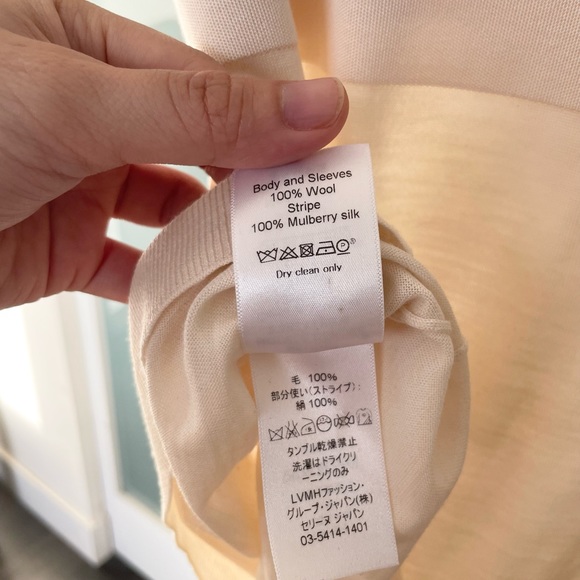 Body and Sleeves
100% Wool
Stripe
100% Mulberry silk
P
Dry clean only
毛 100%
部分使い(ストライプ):
絹 100%
タンブル乾燥禁止
洗濯はドライクリ
ーニングのみ
LVMHファッション・
グループ・ジャパン(株)
セリーヌ ジャパン
03-5414-1401